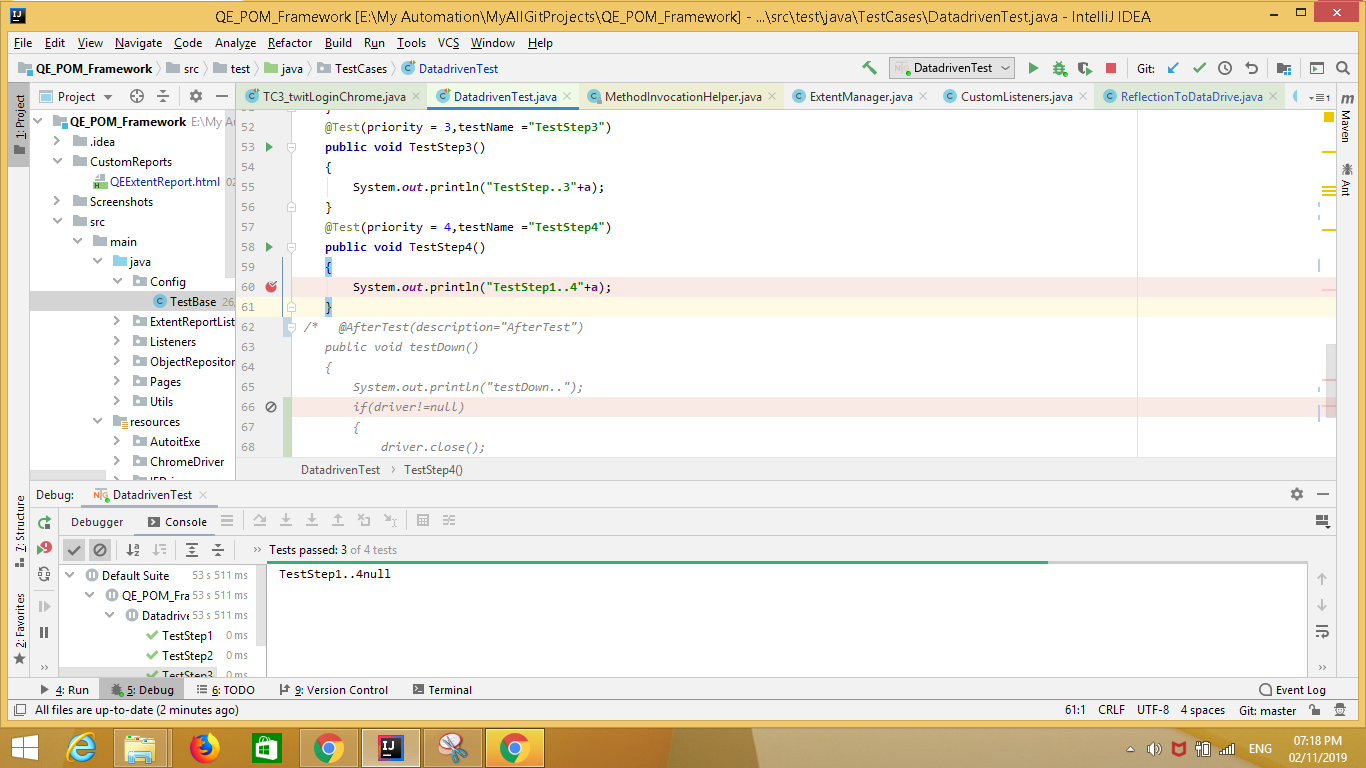 QE_POM_Framework [E:\My Automation\MyAllGitProjects\QE_POM_Framework] - ...\src\test\java\TestCases\DatadrivenTest.java - IntelliJ IDEA
File Edit View Navigate Code Analyze Refactor Build Run Tools VCS Window Help
QE_POM_Framework src test java TestCases DatadrivenTest DatadrivenTest Git:
1: Project
Project
TC3_twitLoginChrome.java DatadrivenTest.java MethodInvocationHelper.java ExtentManager.java CustomListeners.java ReflectionToDataDrive.java
Maven
Ant
QE_POM_Framework E:\My A
.idea
CustomReports
QEExtentReport.html 02
Screenshots
src
main
java
Config
TestBase 26
ExtentReportList
Listeners
ObjectRepositor
Pages
Utils
resources
AutoitExe
ChromeDriver
52 @Test(priority = 3,testName ="TestStep3")
53 public void TestStep3()
54 {
55 System.out.println("TestStep..3"+a);
56 }
57 @Test(priority = 4,testName ="TestStep4")
58 public void TestStep4()
59 {
60 System.out.println("TestStep1..4"+a);
61 }
62 /* @AfterTest(description="AfterTest")
63 public void testDown()
64 {
65 System.out.println("testDown..");
66 if(driver!=null)
67 {
68 driver.close();
DatadrivenTest TestStep4()
Debug: DatadrivenTest
Debugger Console
Tests passed: 3 of 4 tests
Default Suite 53 s 511 ms
QE_POM_Fra 53 s 511 ms
Datadrive 53 s 511 ms
TestStep1 0 ms
TestStep2 0 ms
TestStep3 0 ms
TestStep1..4null
7: Structure
2: Favorites
4: Run 5: Debug 6: TODO 9: Version Control Terminal Event Log
All files are up-to-date (2 minutes ago) 61:1 CRLF UTF-8 4 spaces Git: master
ENG
07:18 PM
02/11/2019